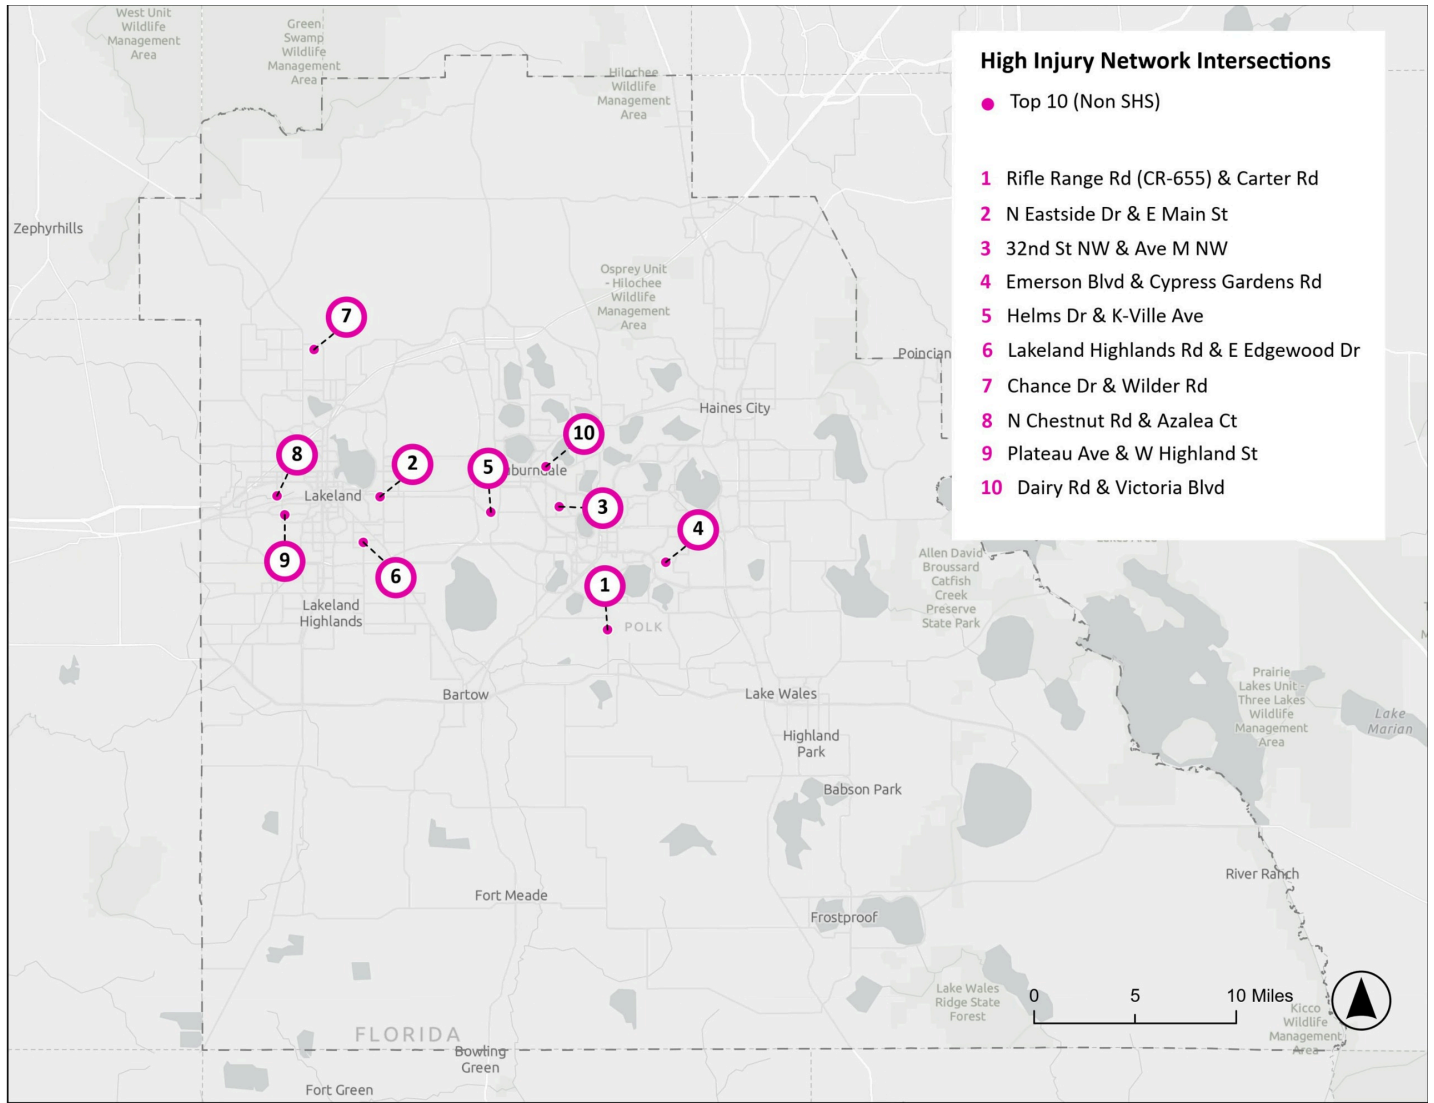 West Unit
Wildlife
Management
Area
Green
Swamp
Wildlife
Management
Area
Hilochee
Wildlife
Management
Area
High Injury Network Intersections
Top 10 (Non SHS)
1 Rifle Range Rd (CR-655) & Carter Rd
2 N Eastside Dr & E Main St
3 32nd St NW & Ave M NW
4 Emerson Blvd & Cypress Gardens Rd
5 Helms Dr & K-Ville Ave
6 Lakeland Highlands Rd & E Edgewood Dr
7 Chance Dr & Wilder Rd
8 N Chestnut Rd & Azalea Ct
9 Plateau Ave & W Highland St
10 Dairy Rd & Victoria Blvd
Zephyrhills
Osprey Unit
- Hilochee
Wildlife
Management
Area
7
Poincian
Haines City
10
8
2
5
burndale
Lakeland
3
4
9
6
1
Lakeland
Highlands
POLK
Allen David
Broussard
Catfish
Creek
Preserve
State Park
Bartow
Lake Wales
Prairie
Lakes Unit -
Three Lakes
Wildlife
Management
Area
Lake
Marian
Highland
Park
Babson Park
River Ranch
Fort Meade
Frostproof
Lake Wales
Ridge State
Forest
0 5 10 Miles
Kicco
Wildlife
Management
Area
FLORIDA
Bowling
Green
Fort Green